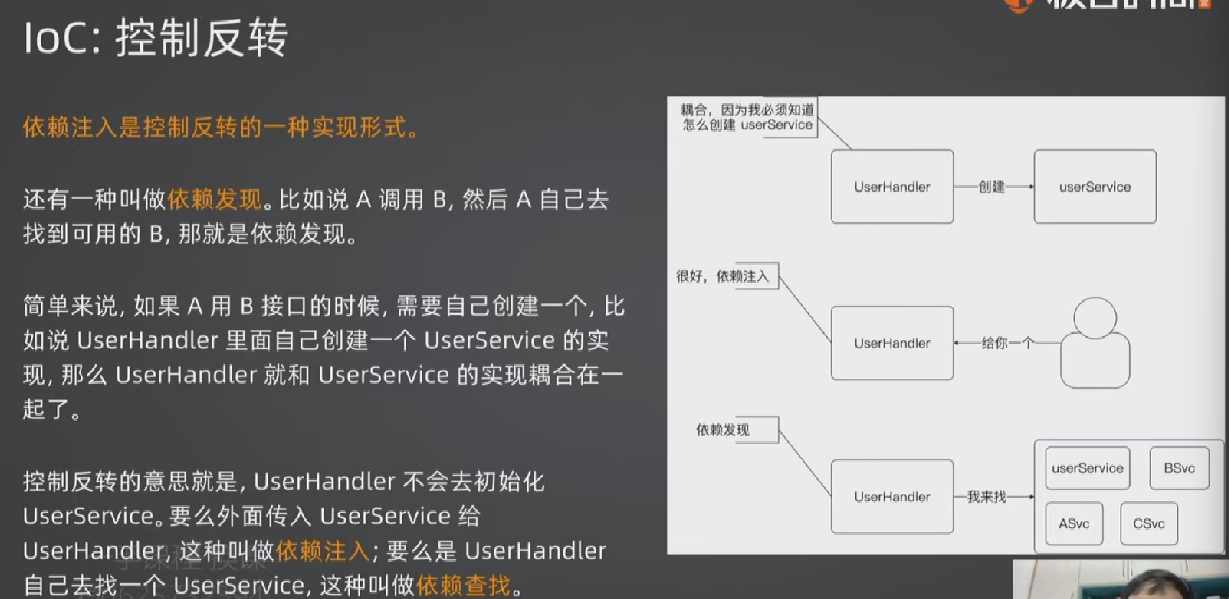 IoC: 控制反转
依赖注入是控制反转的一种实现形式。
还有一种叫做依赖发现。比如说 A 调用 B, 然后 A 自己去
找到可用的 B, 那就是依赖发现。
简单来说, 如果 A 用 B 接口的时候, 需要自己创建一个, 比
如说 UserHandler 里面自己创建一个 UserService 的实
现, 那么 UserHandler 就和 UserService 的实现耦合在一
起了。
控制反转的意思就是, UserHandler 不会去初始化
UserService。要么外面传入 UserService 给
UserHandler, 这种叫做依赖注入; 要么是 UserHandler
自己去找一个 UserService, 这种叫做依赖查找。
耦合，因为我必须知道
怎么创建 userService
UserHandler
创建
userService
很好，依赖注入
UserHandler
给你一个
依赖发现
UserHandler
我来找
userService
BSvc
ASvc
CSvc